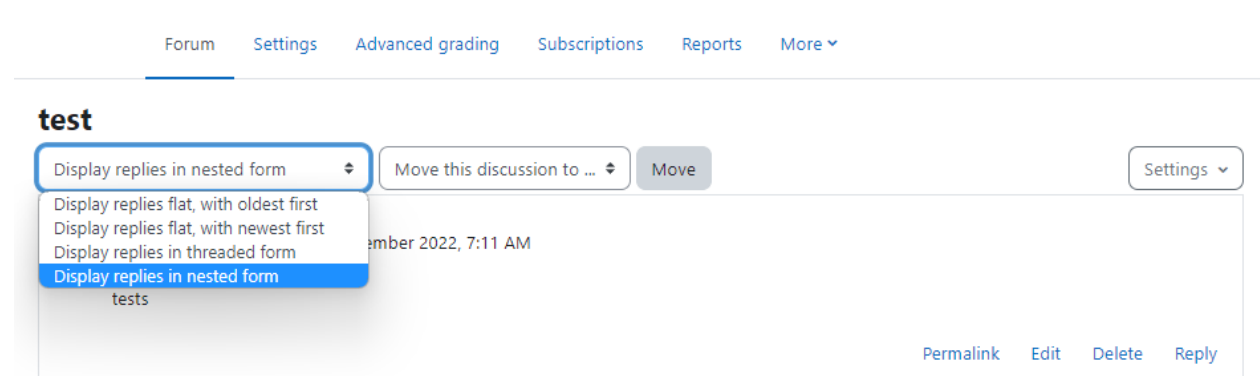 Forum Settings Advanced grading Subscriptions Reports More
test
Display replies in nested form Move this discussion to ... Move Settings
Display replies flat, with oldest first
Display replies flat, with newest first
Display replies in threaded form
2022, 7:11 AM
Display replies in nested form
tests
Permalink Edit Delete Reply